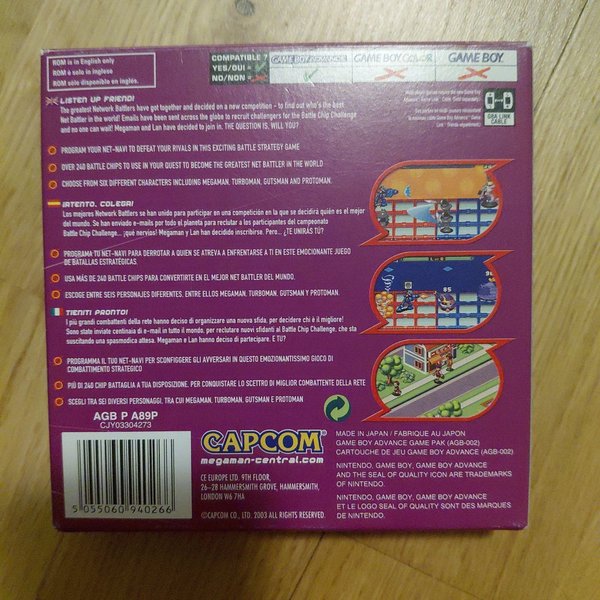 ROM is in English only
ROM è solo in inglese
ROM solo disponible en inglés.
COMPATIBLE ?
YES/OUI =
NO/NON =
GAME BOY ADVANCE
GAME BOY COLOR
GAME BOY
LISTEN UP FRIEND!
The greatest Network Battlers have got together and decided on a new competition - to find out who's the best
Net Battler in the world! Emails have been sent across the globe to recruit challengers for the Battle Chip Challenge
and no one can wait! Megaman and Lan have decided to join in. THE QUESTION IS, WILL YOU?
GBA LINK
CABLE
PROGRAM YOUR NET-NAVI TO DEFEAT YOUR RIVALS IN THIS EXCITING BATTLE STRATEGY GAME
OVER 240 BATTLE CHIPS TO USE IN YOUR QUEST TO BECOME THE GREATEST NET BATTLER IN THE WORLD
CHOOSE FROM SIX DIFFERENT CHARACTERS INCLUDING MEGAMAN, TURBOMAN, GUTSMAN AND PROTOMAN.
¡ATENTO, COLEGA!
Los mejores Network Battlers se han unido para participar en una competición en la que se decidirá quién es el mejor
del mundo. Se han enviado e-mails por todo el planeta para reclutar a los participantes del campeonato
Battle Chip Challenge... ¡qué nervios! Megaman y Lan han decidido inscribirse. Pero... ¿TE UNIRÁS TÚ?
PROGRAMA TU NET-NAVI PARA DERROTAR A QUIEN SE ATREVA A ENFRENTARSE A TI EN ESTE EMOCIONANTE JUEGO
DE BATALLAS ESTRATÉGICAS.
USA MÁS DE 240 BATTLE CHIPS PARA CONVERTIRTE EN EL MEJOR NET BATTLER DEL MUNDO.
ESCOGE ENTRE SEIS PERSONAJES DIFERENTES. ENTRE ELLOS MEGAMAN, TURBOMAN, GUTSMAN Y PROTOMAN.
85
TIENITI PRONTO!
I più grandi combattenti della rete hanno deciso di organizzare una nuova sfida, per decidere chi è il migliore!
Sono state inviate centinaia di e-mail in tutto il mondo, per reclutare nuovi sfidanti al Battle Chip Challenge, che sta
suscitando una spasmodica attesa. Megaman e Lan hanno deciso di partecipare. E TU?
PROGRAMMA IL TUO NET-NAVI PER SCONFIGGERE GLI AVVERSARI IN QUESTO EMOZIONANTISSIMO GIOCO DI
COMBATTIMENTO STRATEGICO
PIÙ DI 240 CHIP BATTAGLIA A TUA DISPOSIZIONE, PER CONQUISTARE LO SCETTRO DI MIGLIOR COMBATTENTE DELLA RETE
SCEGLI TRA SEI DIVERSI PERSONAGGI, TRA CUI MEGAMAN, TURBOMAN, GUTSMAN E PROTOMAN
AGB P A89P
CJY03304273
5 055060 940266
CAPCOM
megaman-central.com
CE EUROPE LTD. 9TH FLOOR,
26-28 HAMMERSMITH GROVE, HAMMERSMITH,
LONDON W6 7HA
©CAPCOM CO., LTD. 2003 ALL RIGHTS RESERVED.
MADE IN JAPAN / FABRIQUE AU JAPON
GAME BOY ADVANCE GAME PAK (AGB-002)
CARTOUCHE DE JEU GAME BOY ADVANCE (AGB-002)
NINTENDO, GAME BOY, GAME BOY ADVANCE
AND THE SEAL OF QUALITY ICON ARE TRADEMARKS
OF NINTENDO.
NINTENDO, GAME BOY, GAME BOY ADVANCE
ET LE LOGO SEAL OF QUALITY SONT DES MARQUES
DE NINTENDO.